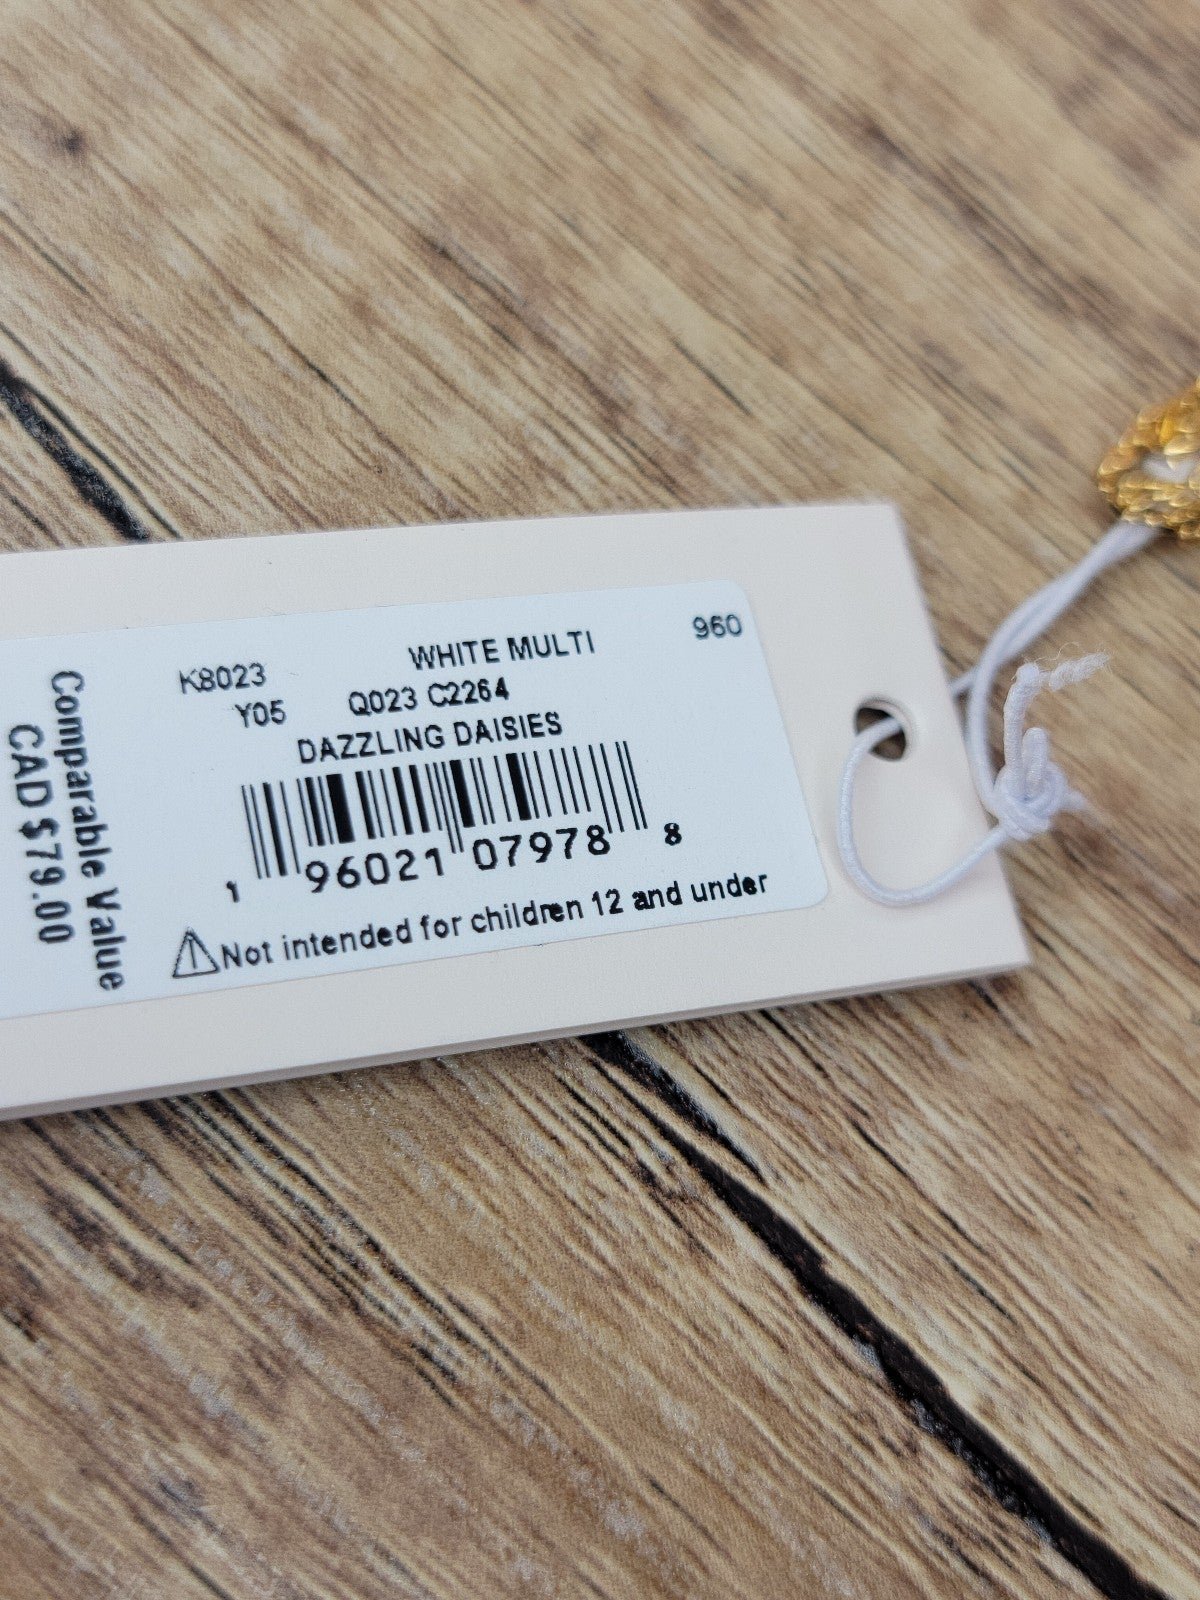 K8023 WHITE MULTI 960
Y05 Q023 C2264
DAZZLING DAISIES
1 96021 07978 8
Not intended for children 12 and under
Comparable Value
CAD $79.00